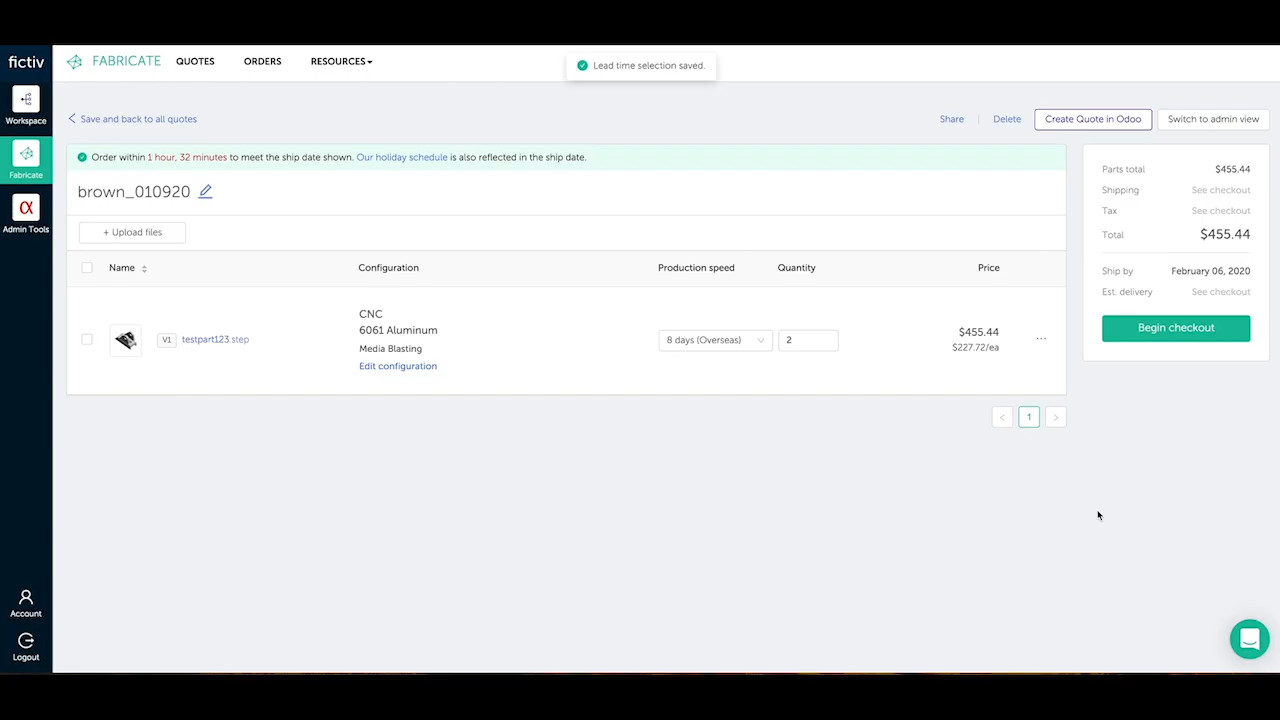 fictiv
FABRICATE
QUOTES
ORDERS
RESOURCES
Lead time selection saved.
Workspace
Fabricate
α
Admin Tools
Save and back to all quotes
Share
Delete
Create Quote in Odoo
Switch to admin view
Order within 1 hour, 32 minutes to meet the ship date shown. Our holiday schedule is also reflected in the ship date.
brown_010920
+ Upload files
Name
Configuration
Production speed
Quantity
Price
V1
testpart123.step
CNC
6061 Aluminum
Media Blasting
Edit configuration
8 days (Overseas)
2
$455.44
$227.72/ea
...
< 1 >
Parts total $455.44
Shipping See checkout
Tax See checkout
Total $455.44
Ship by February 06, 2020
Est. delivery See checkout
Begin checkout
Account
Logout